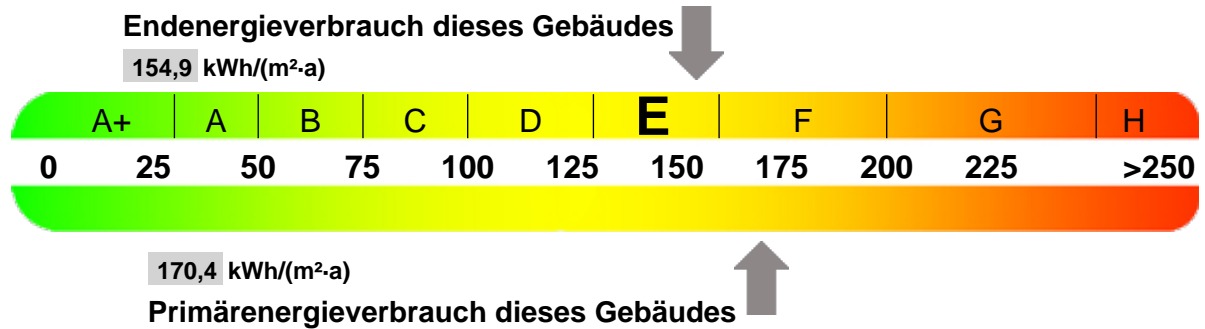 Endenergieverbrauch dieses Gebäudes
154,9 kWh/(m²·a)
A+ A B C D E F G H
0 25 50 75 100 125 150 175 200 225 >250
170,4 kWh/(m²·a)
Primärenergieverbrauch dieses Gebäudes